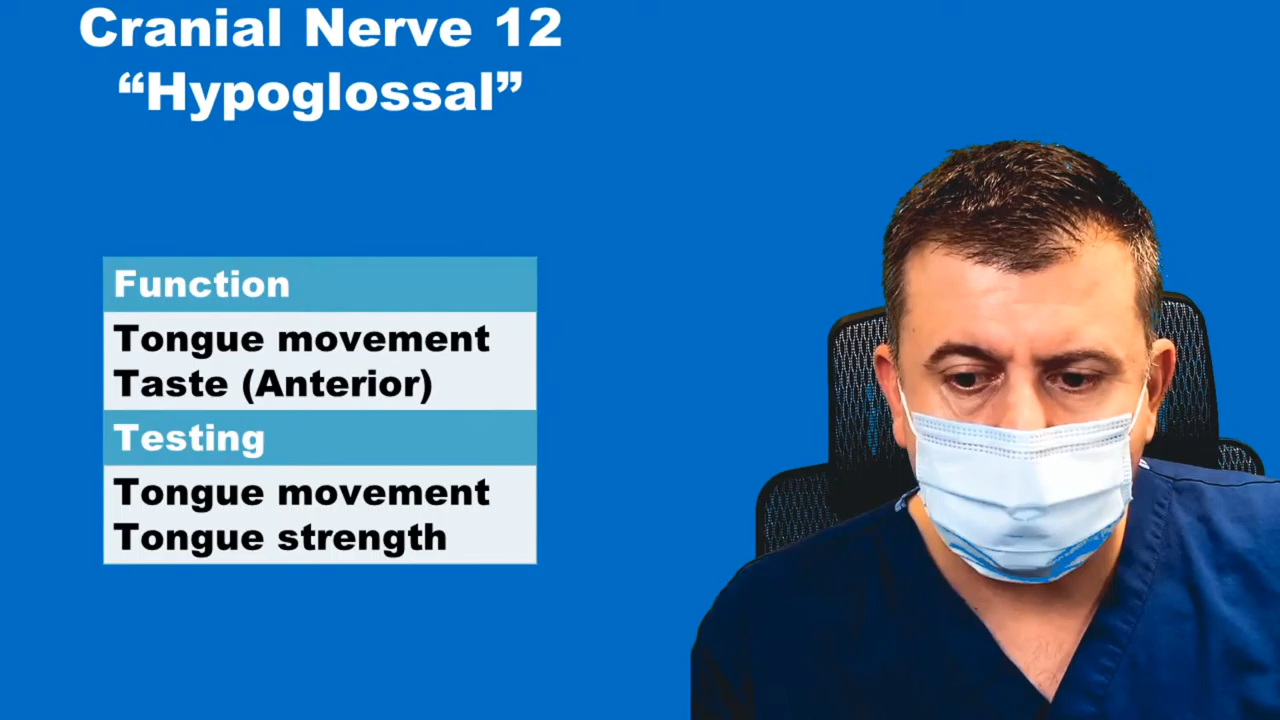 Cranial Nerve 12
“Hypoglossal”
Function
Tongue movement
Taste (Anterior)
Testing
Tongue movement
Tongue strength